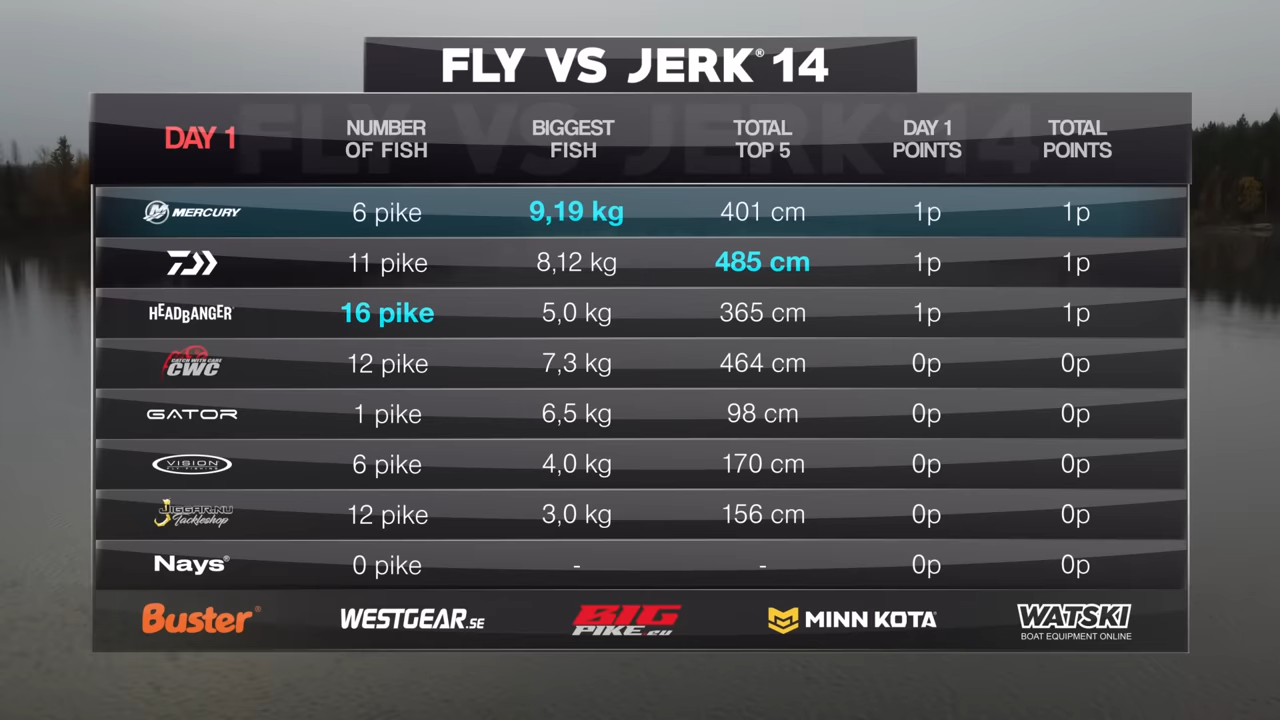 FLY VS JERK® 14
DAY 1
NUMBER OF FISH
BIGGEST FISH
TOTAL TOP 5
DAY 1 POINTS
TOTAL POINTS
MERCURY 6 pike 9,19 kg 401 cm 1p 1p
11 pike 8,12 kg 485 cm 1p 1p
HEADBANGER 16 pike 5,0 kg 365 cm 1p 1p
CATCH WITH CARE CWC 12 pike 7,3 kg 464 cm 0p 0p
GATOR 1 pike 6,5 kg 98 cm 0p 0p
VISION FLY FISHING 6 pike 4,0 kg 170 cm 0p 0p
JIGGAR.NU Tackleshop 12 pike 3,0 kg 156 cm 0p 0p
Nays® 0 pike - - 0p 0p
Buster® WESTGEAR.SE BIG PIKE.EU MINN KOTA® WATSKI
BOAT EQUIPMENT ONLINE